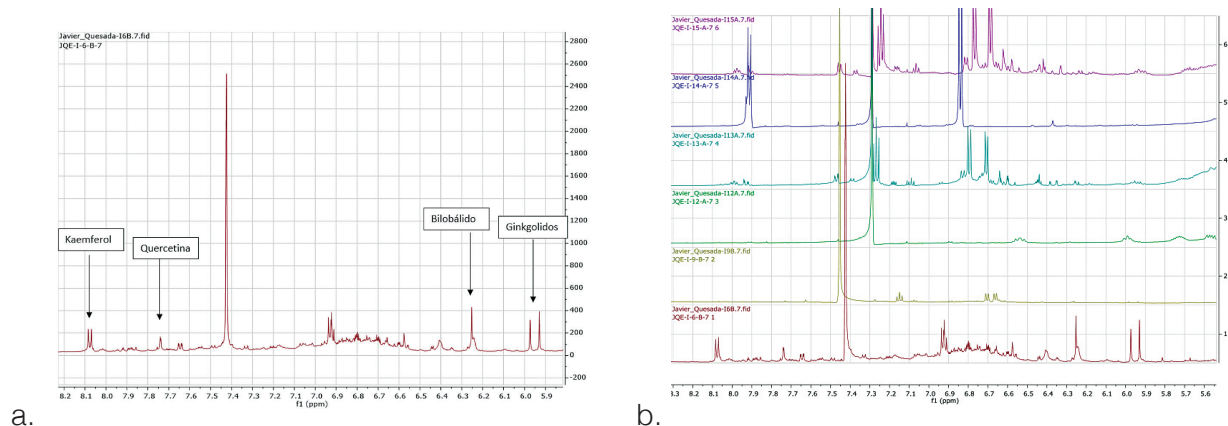 Javier_Quesada-I6B.7.fid
JQE-I-6-B-7
Kaemferol
Quercetina
Bilobálido
Ginkgolidos
2800
2600
2400
2200
2000
1800
1600
1400
1200
1000
800
600
400
200
0
-200
8.2 8.1 8.0 7.9 7.8 7.7 7.6 7.5 7.4 7.3 7.2 7.1 7.0 6.9 6.8 6.7 6.6 6.5 6.4 6.3 6.2 6.1 6.0 5.9
f1 (ppm)
a.
Javier_Quesada-I15A.7.fid
JQE-I-15-A-7 6
6
Javier_Quesada-I14A.7.fid
JQE-I-14-A-7 5
5
Javier_Quesada-I13A.7.fid
JQE-I-13-A-7 4
4
Javier_Quesada-I12A.7.fid
JQE-I-12-A-7 3
3
Javier_Quesada-I9B.7.fid
JQE-I-9-B-7 2
2
Javier_Quesada-I6B.7.fid
JQE-I-6-B-7 1
1
8.2 8.1 8.0 7.9 7.8 7.7 7.6 7.5 7.4 7.3 7.2 7.1 7.0 6.9 6.8 6.7 6.6 6.5 6.4 6.3 6.2 6.1 6.0 5.9 5.8 5.7 5.6
f1 (ppm)
b.